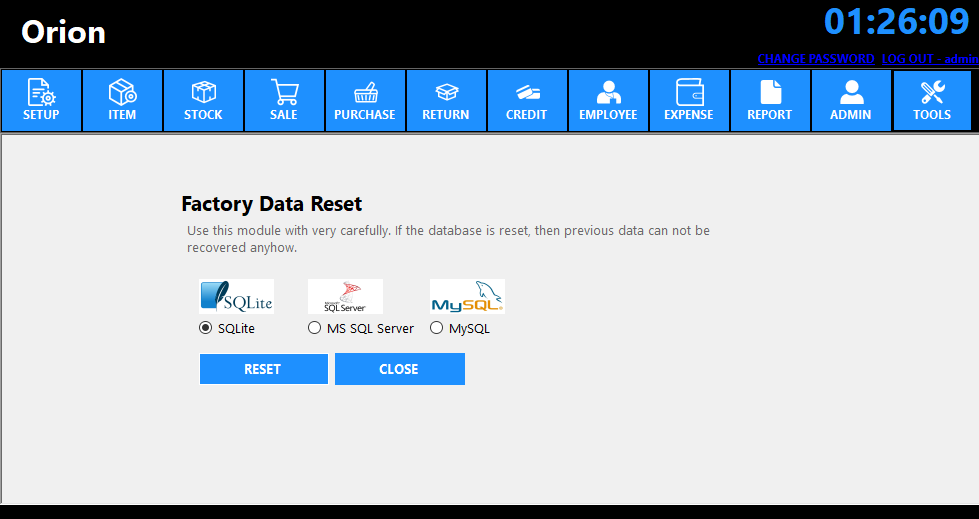 Orion
01:26:09
CHANGE PASSWORD LOG OUT - admin
SETUP ITEM STOCK SALE PURCHASE RETURN CREDIT EMPLOYEE EXPENSE REPORT ADMIN TOOLS
Factory Data Reset
Use this module with very carefully. If the database is reset, then previous data can not be
recovered anyhow.
SQLite Microsoft SQL Server MySQL
SQLite MS SQL Server MySQL
RESET CLOSE